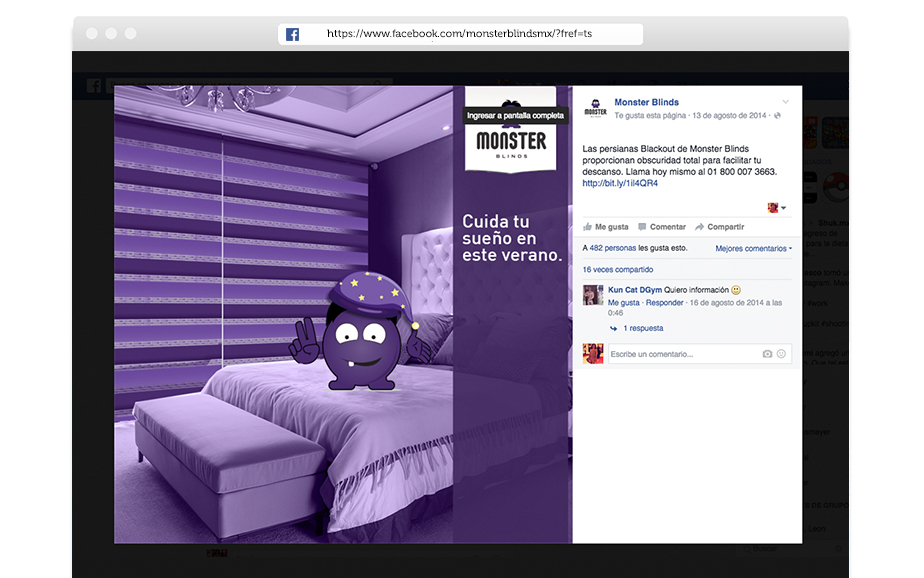 https://www.facebook.com/monsterblindsmx/?fref=ts
Ingresar a pantalla completa
MONSTER
BLINDS
Cuida tu
sueño en
este verano.
MONSTER
Monster Blinds
Te gusta esta página · 13 de agosto de 2014 ·
Las persianas Blackout de Monster Blinds
proporcionan obscuridad total para facilitar tu
descanso. Llama hoy mismo al 01 800 007 3663.
http://bit.ly/1il4QR4
Me gusta Comentar Compartir
A 482 personas les gusta esto. Mejores comentarios
16 veces compartido
Kun Cat DGym Quiero información
Me gusta · Responder · 16 de agosto de 2014 a las
0:46
1 respuesta
Escribe un comentario...
Buscar